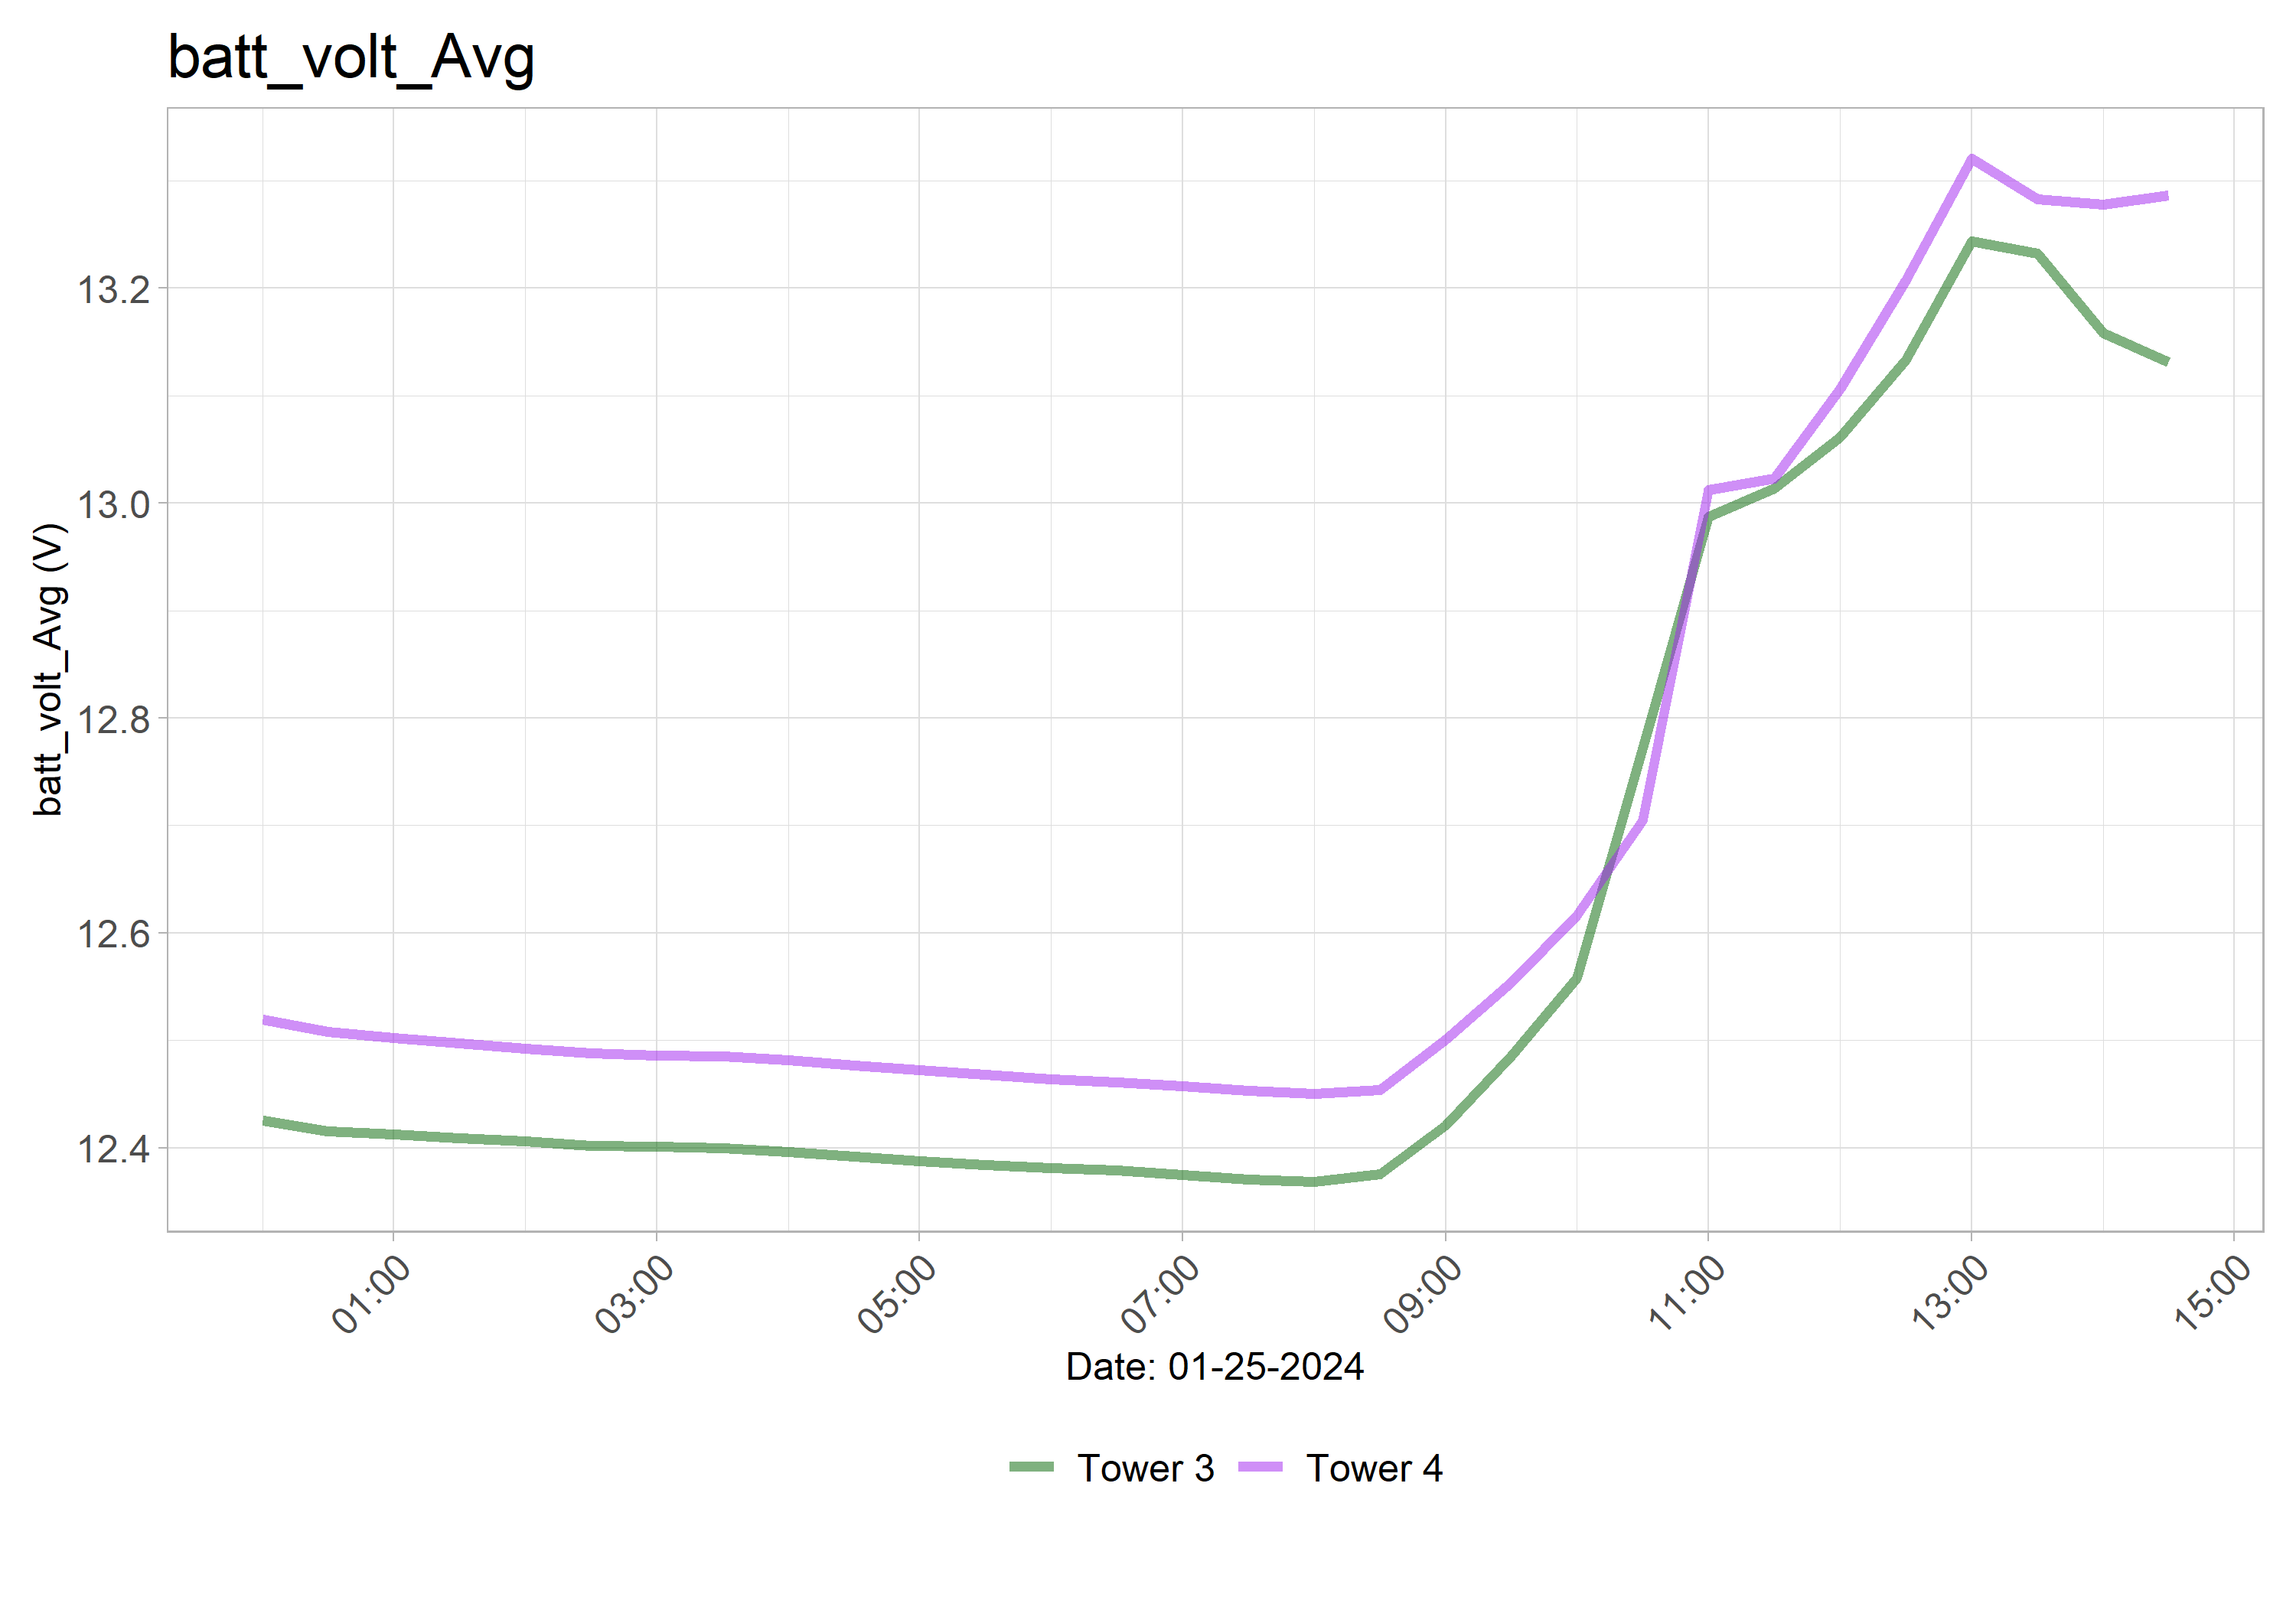 batt_volt_Avg
batt_volt_Avg (V)
13.2
13.0
12.8
12.6
12.4
01:00
03:00
05:00
07:00
09:00
11:00
13:00
15:00
Date: 01-25-2024
Tower 3
Tower 4